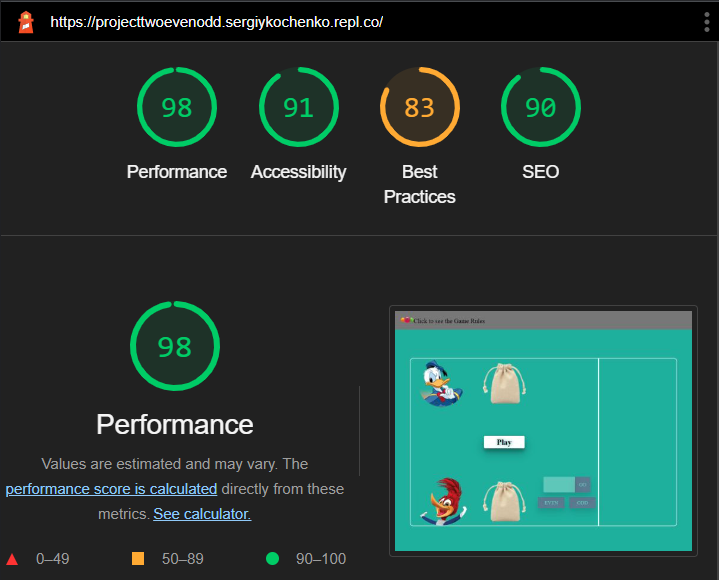 https://projecttwoevenodd.sergiykochenko.repl.co/
98
91
83
90
Performance
Accessibility
Best
Practices
SEO
98
Performance
Values are estimated and may vary. The
performance score is calculated directly from these
metrics. See calculator.
0–49
50–89
90–100
Click to see the Game Rules
Play
EVEN
ODD